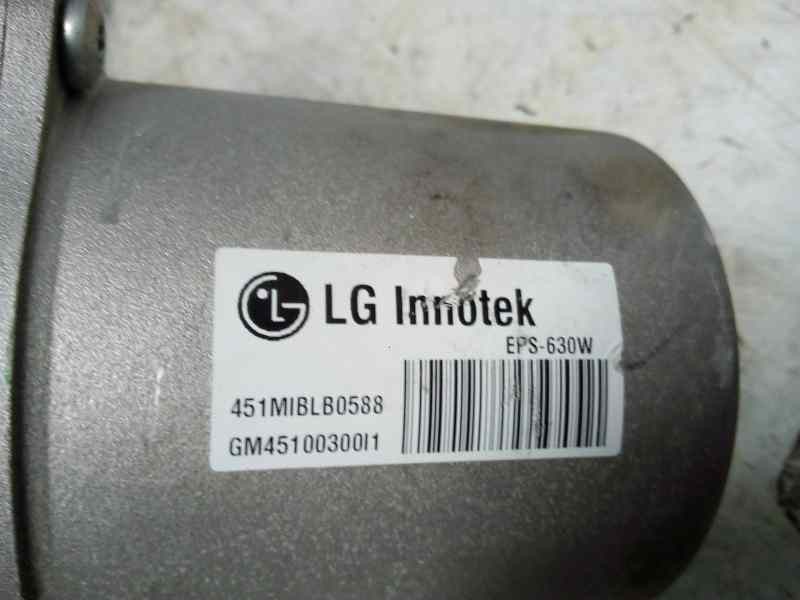 LG Innotek
EPS-630W
451MIBLB0588
GM45100300I1